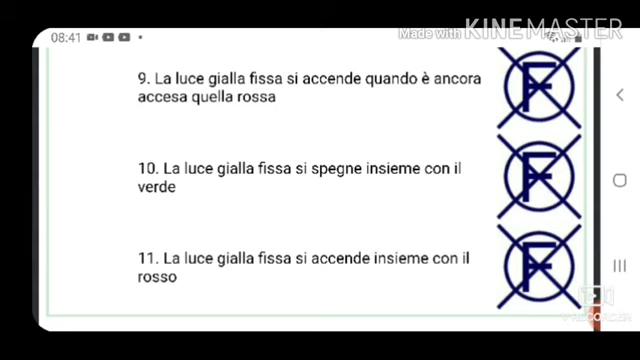 Made with KINEMASTER
08:41
9. La luce gialla fissa si accende quando è ancora
accesa quella rossa
F
10. La luce gialla fissa si spegne insieme con il
verde
F
11. La luce gialla fissa si accende insieme con il
rosso
F
V RECORDER